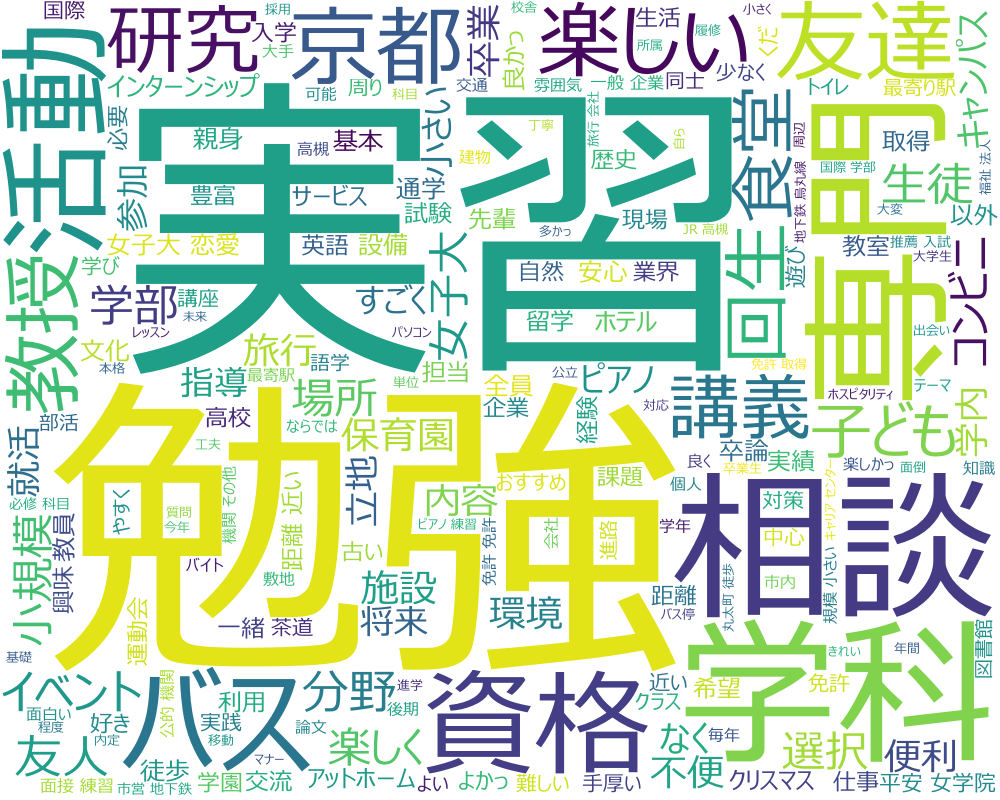 国際
採用
大手
校舎
所属
履修
小さく
くだ
活動
研究
入学
京都
卒業
楽しい
良かっ
生活
同士
少なく
友達
トイレ
最寄り駅
キャンパス
インターンシップ
可能
周り
科目
交通
雰囲気
一般 企業
必要
親身
高槻
基本
小さい
建物
丁寧
歴史
旅行 会社
自ら
食堂
周辺
専門
取得
国際 学部
福祉 法人
実習
参加
豊富
サービス
通学
試験
先輩
現場
地下鉄 烏丸線
生徒
大変
以外
女子大 恋愛
英語
設備
多かっ
JR 高槻
教室
推薦 入試
大学生
教授
学び
講座
学部
すごく
女子大
自然
安心
業界
自習
回生
遊び
コンビニ
未来
レッスン
パソコン
留学
ホテル
出会い
文化
旅行
語学
担当
免許 取得
ホスピタリティ
テーマ
指導
最寄駅
場所
単位
全員
公立
ピアノ
講義
子ども
学内
部活
高校
ならでは
保育園
企業
経験
対応
就活
工夫
卒論
実績
良く
卒業生
楽しかっ
面倒
知識
必修 科目
やすく
質問
今年
機関 その他
距離 近い
立地
内容
おすすめ
課題
個人
対策
キャリア センター
勉強
相談
小規模
興味 教員
バイト
敷地
古い
ピアノ 練習
免許 免許
会社
進路
学年
中心
運動会
施設
環境
距離
市内
規模 小さい
一緒 茶道
将来
バス停
丸太町 徒歩
図書館
基礎
学科
きれい
年間
イベント
バス
公的 機関
進学
分野
資格
近い
希望
免許
面白い
好き
利用
クラス
程度
内定
実践
移動
論文
後期
なく
毎年
選択
便利
友人
マナー
楽しく
不便
徒歩
面接 練習
市営 地下鉄
学園
交流
アットホーム
よい
よかっ
難しい
手厚い
クリスマス
仕事
平安 女学院